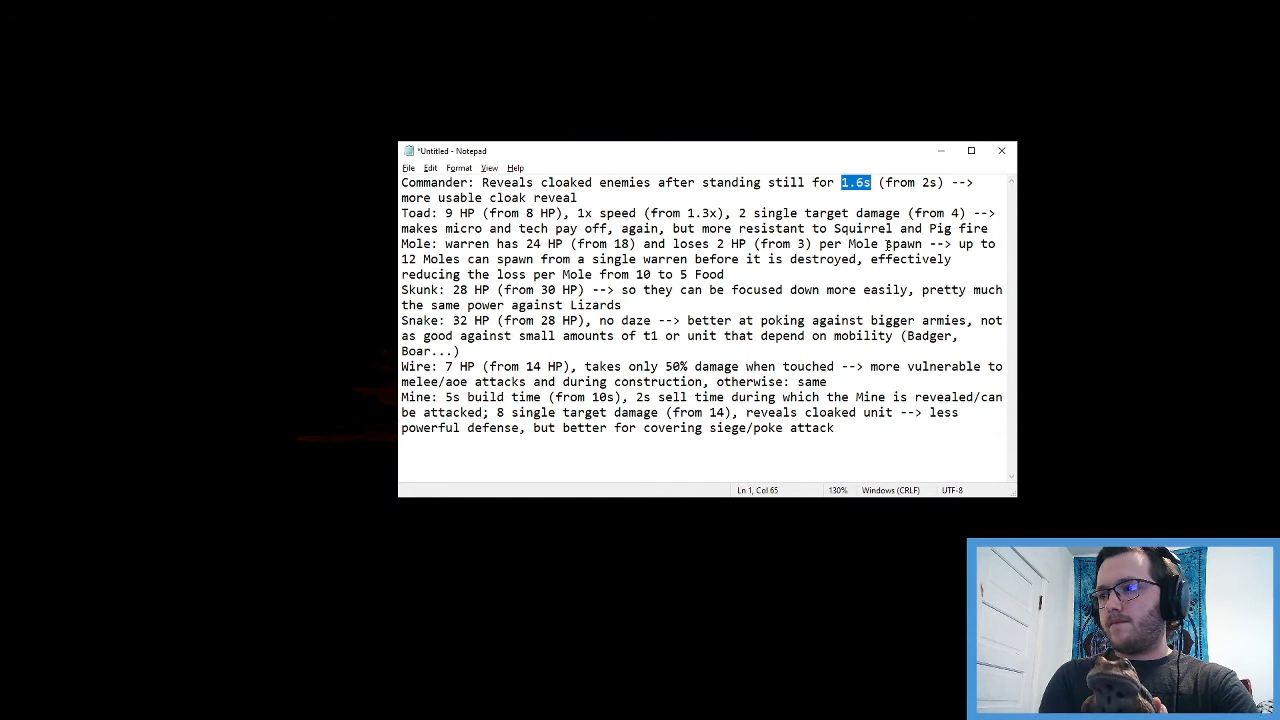 *Untitled - Notepad
File Edit Format View Help
Commander: Reveals cloaked enemies after standing still for 1.6s (from 2s) -->
more usable cloak reveal
Toad: 9 HP (from 8 HP), 1x speed (from 1.3x), 2 single target damage (from 4) -->
makes micro and tech pay off, again, but more resistant to Squirrel and Pig fire
Mole: warren has 24 HP (from 18) and loses 2 HP (from 3) per Mole spawn --> up to
12 Moles can spawn from a single warren before it is destroyed, effectively
reducing the loss per Mole from 10 to 5 Food
Skunk: 28 HP (from 30 HP) --> so they can be focused down more easily, pretty much
the same power against Lizards
Snake: 32 HP (from 28 HP), no daze --> better at poking against bigger armies, not
as good against small amounts of t1 or unit that depend on mobility (Badger,
Boar...)
Wire: 7 HP (from 14 HP), takes only 50% damage when touched --> more vulnerable to
melee/aoe attacks and during construction, otherwise: same
Mine: 5s build time (from 10s), 2s sell time during which the Mine is revealed/can
be attacked; 8 single target damage (from 14), reveals cloaked unit --> less
powerful defense, but better for covering siege/poke attack
Ln 1, Col 65 130% Windows (CRLF) UTF-8